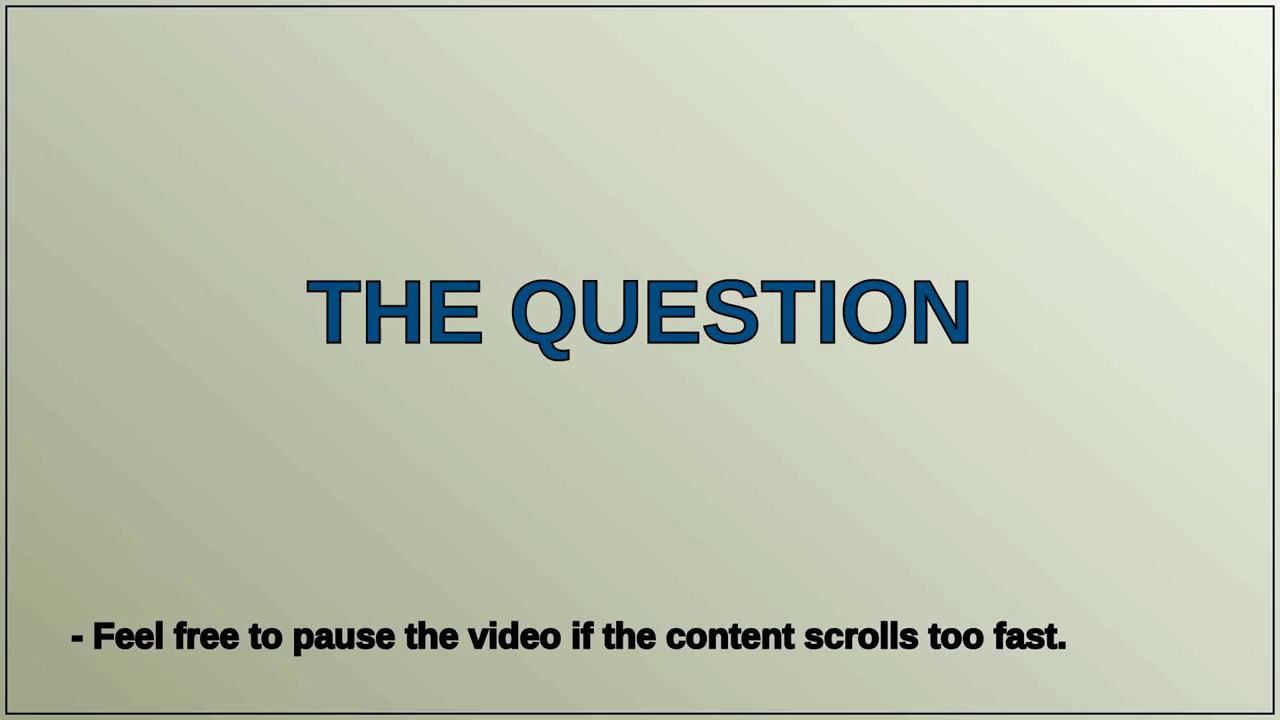 THE QUESTION
- Feel free to pause the video if the content scrolls too fast.